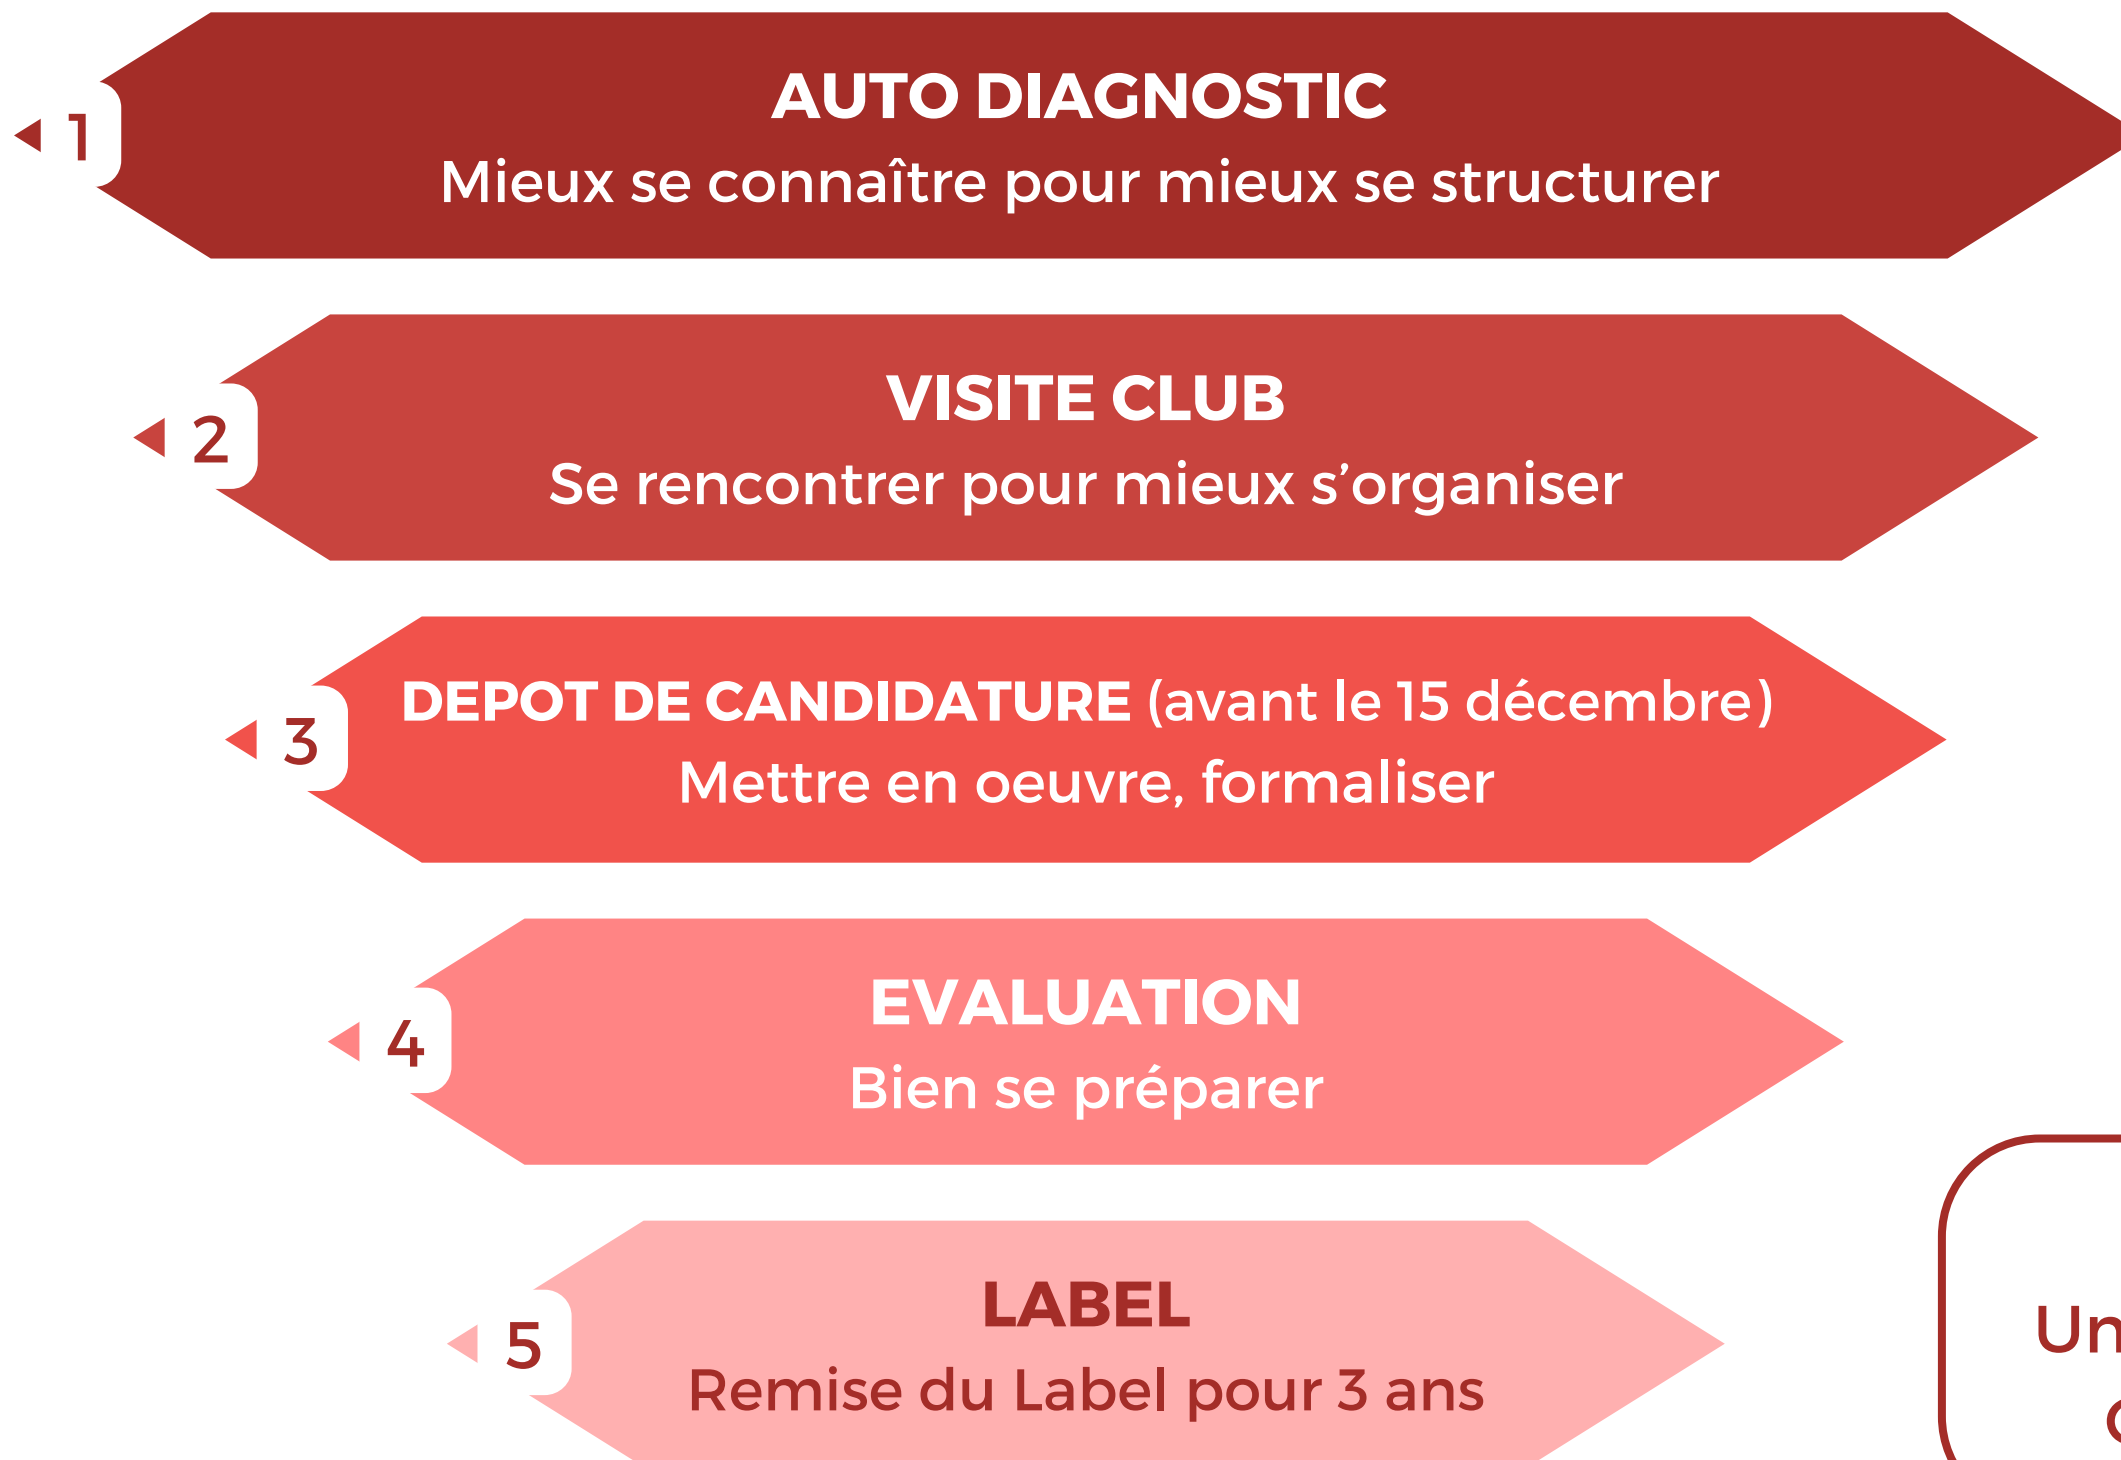 1
AUTO DIAGNOSTIC
Mieux se connaître pour mieux se structurer
2
VISITE CLUB
Se rencontrer pour mieux s’organiser
3
DEPOT DE CANDIDATURE (avant le 15 décembre)
Mettre en oeuvre, formaliser
4
EVALUATION
Bien se préparer
5
LABEL
Remise du Label pour 3 ans
Un